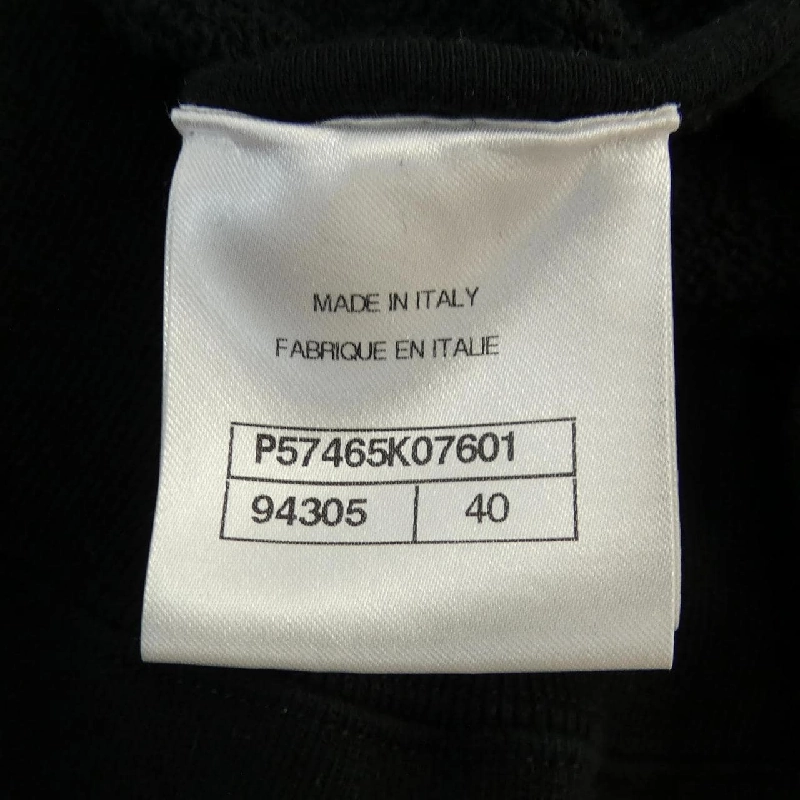 MADE IN ITALY
FABRIQUE EN ITALIE
P57465K07601
94305 40